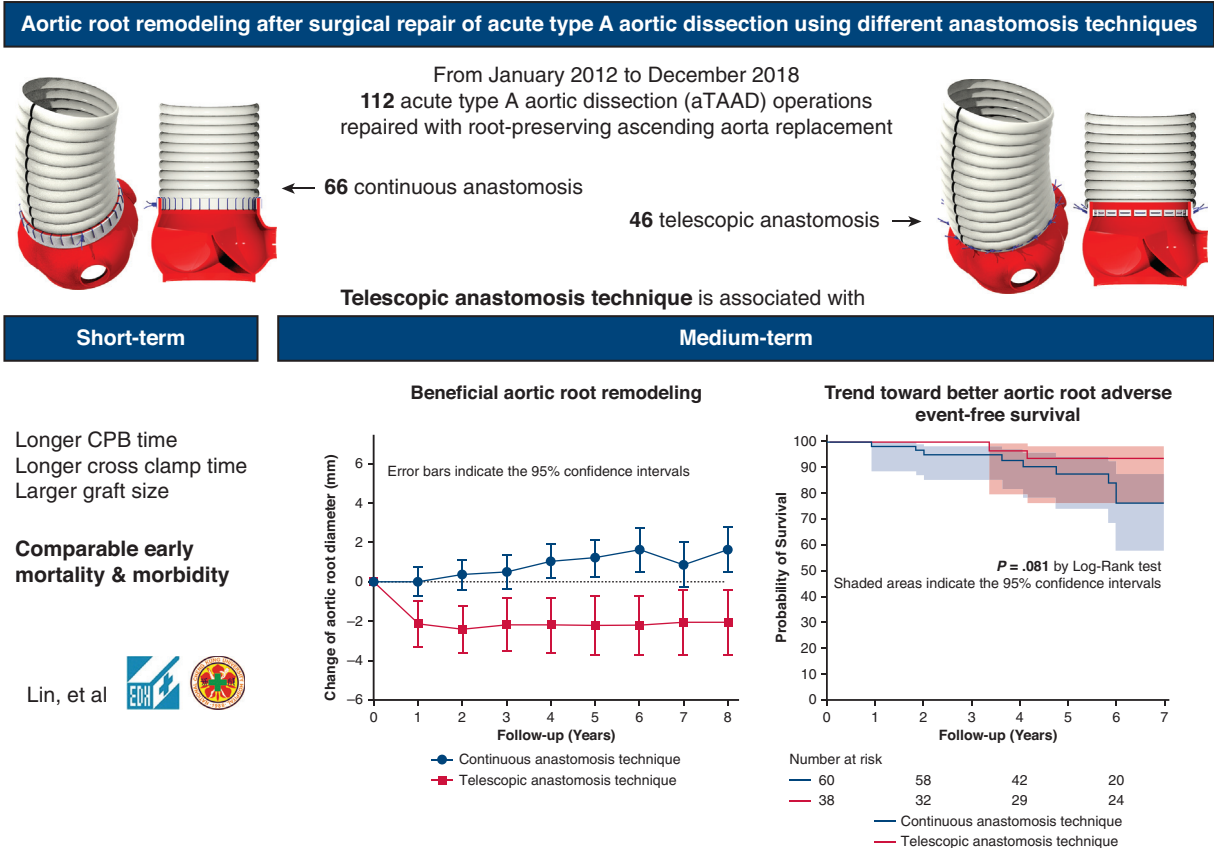 Aortic root remodeling after surgical repair of acute type A aortic dissection using different anastomosis techniques
From January 2012 to December 2018
112 acute type A aortic dissection (aTAAD) operations
repaired with root-preserving ascending aorta replacement
66 continuous anastomosis
46 telescopic anastomosis
Telescopic anastomosis technique is associated with
Short-term
Longer CPB time
Longer cross clamp time
Larger graft size
Comparable early
mortality & morbidity
Lin, et al
EDH
Medium-term
Beneficial aortic root remodeling
Error bars indicate the 95% confidence intervals
Change of aortic root diameter (mm)
6
4
2
0
−2
−4
−6
0 1 2 3 4 5 6 7 8
Follow-up (Years)
Continuous anastomosis technique
Telescopic anastomosis technique
Trend toward better aortic root adverse
event-free survival
Probability of Survival
100
90
80
70
60
50
40
30
20
10
0
P = .081 by Log-Rank test
Shaded areas indicate the 95% confidence intervals
0 1 2 3 4 5 6 7
Follow-up (Years)
Number at risk
60 58 42 20
38 32 29 24
Continuous anastomosis technique
Telescopic anastomosis technique